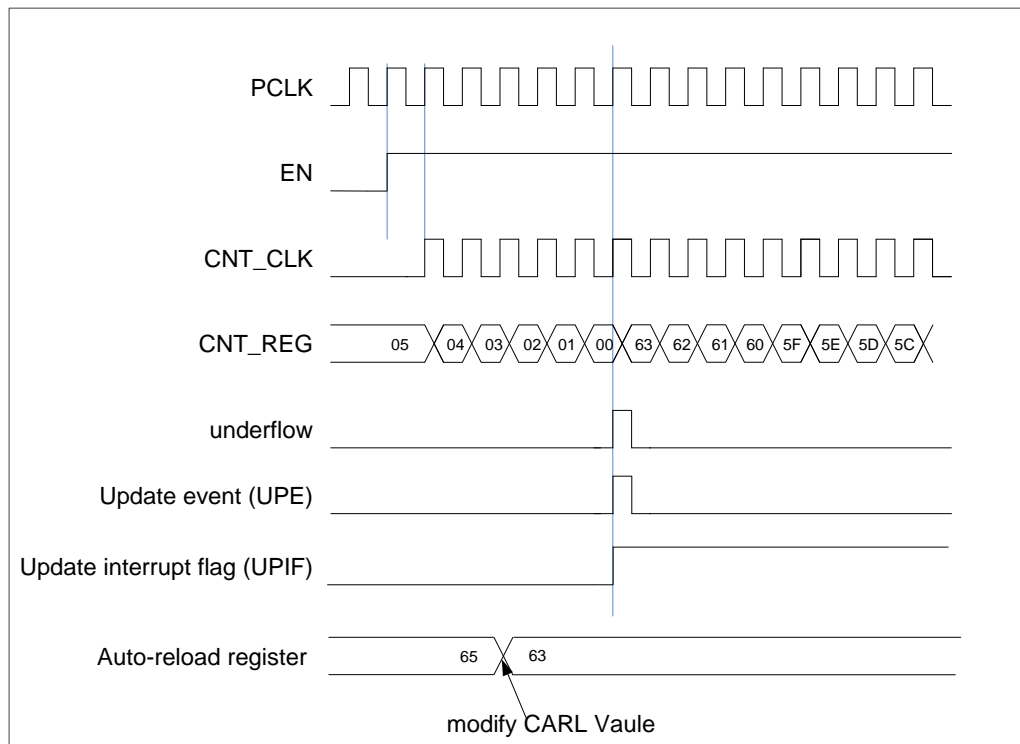 PCLK
EN
CNT_CLK
CNT_REG
05 04 03 02 01 00 63 62 61 60 5F 5E 5D 5C
underflow
Update event (UPE)
Update interrupt flag (UPIF)
Auto-reload register
65 63
modify CARL Vaule